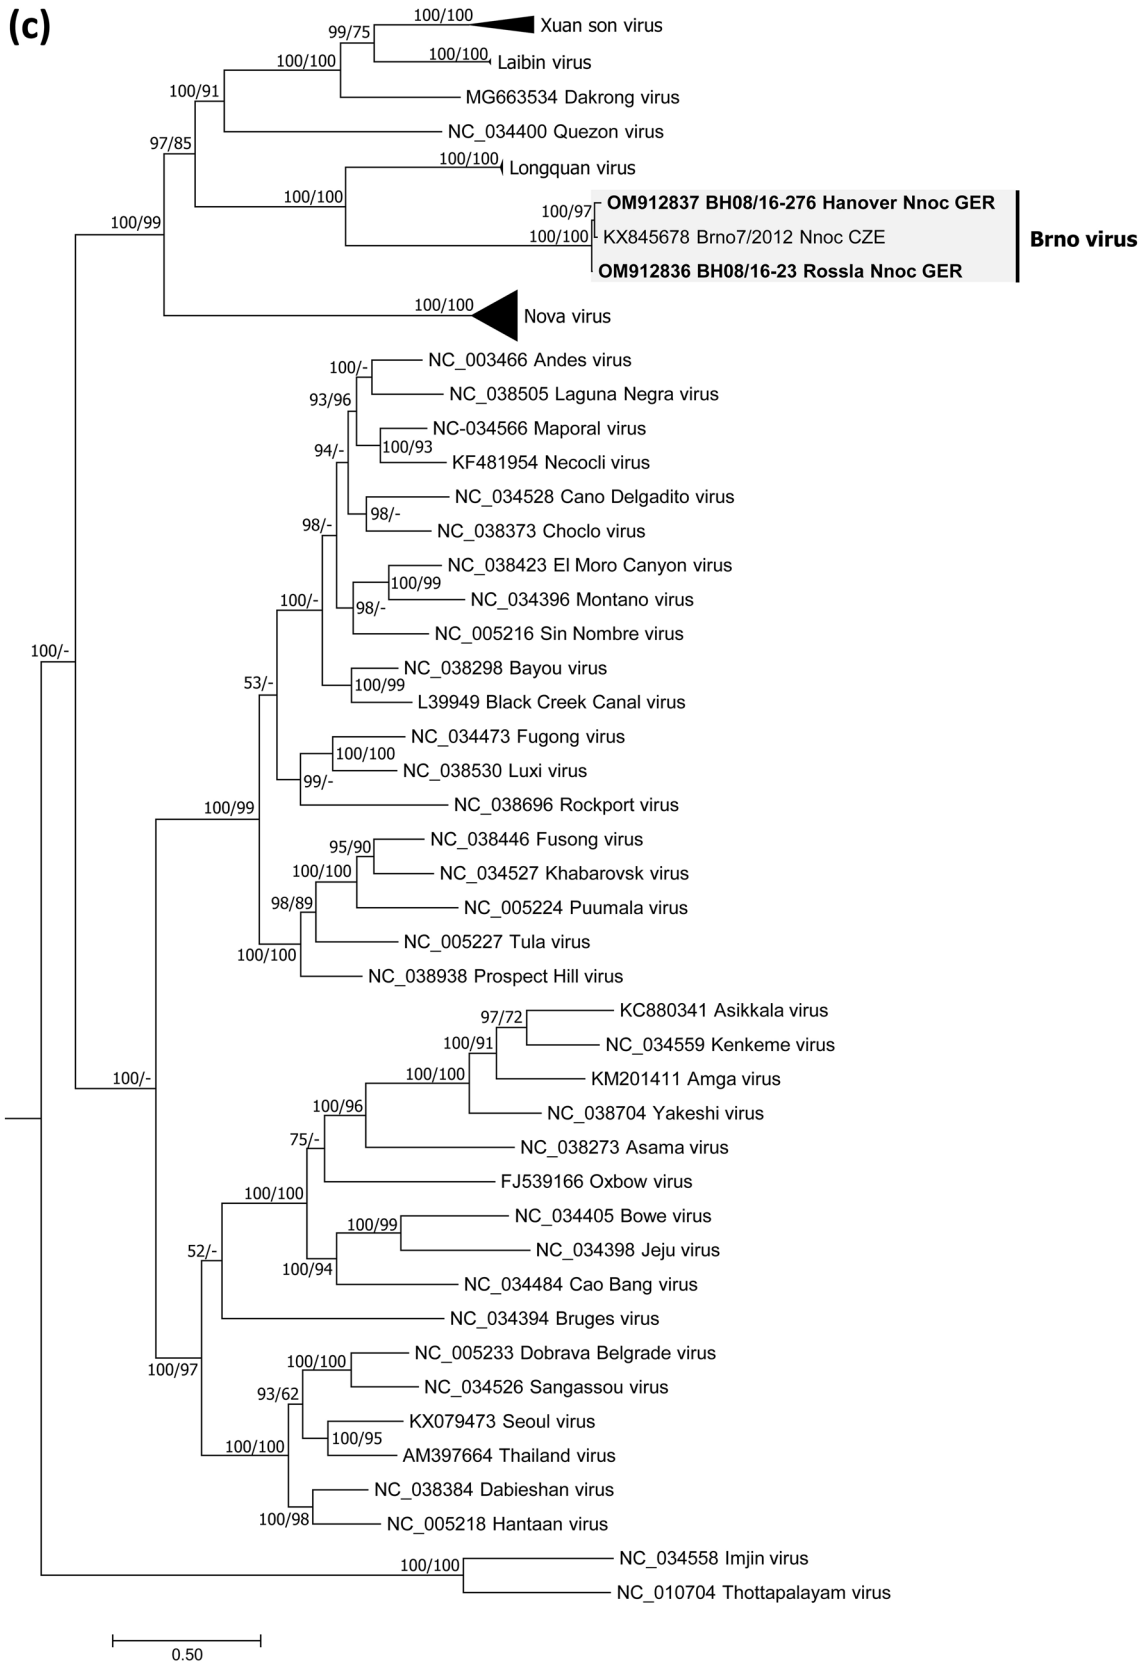 (c)
100/100
Xuan son virus
99/75
100/100
100/100
Laibin virus
100/91
MG663534 Dakrong virus
NC_034400 Quezon virus
97/85
100/100
Longquan virus
100/100
OM912837 BH08/16-276 Hanover Nnoc GER
100/97
100/99
100/100
KX845678 Brno7/2012 Nnoc CZE
Brno virus
OM912836 BH08/16-23 Rossla Nnoc GER
100/100
Nova virus
NC_003466 Andes virus
100/-
NC_038505 Laguna Negra virus
93/96
NC-034566 Maporal virus
100/93
94/-
KF481954 Necocli virus
NC_034528 Cano Delgadito virus
98/-
98/-
NC_038373 Choclo virus
NC_038423 El Moro Canyon virus
100/99
100/-
NC_034396 Montano virus
98/-
NC_005216 Sin Nombre virus
100/-
NC_038298 Bayou virus
53/-
100/99
L39949 Black Creek Canal virus
NC_034473 Fugong virus
100/100
NC_038530 Luxi virus
99/-
NC_038696 Rockport virus
100/99
NC_038446 Fusong virus
95/90
100/100
NC_034527 Khabarovsk virus
98/89
NC_005224 Puumala virus
NC_005227 Tula virus
100/100
NC_038938 Prospect Hill virus
KC880341 Asikkala virus
97/72
100/91
NC_034559 Kenkeme virus
100/-
100/100
KM201411 Amga virus
100/96
NC_038704 Yakeshi virus
75/-
NC_038273 Asama virus
FJ539166 Oxbow virus
100/100
NC_034405 Bowe virus
100/99
52/-
NC_034398 Jeju virus
100/94
NC_034484 Cao Bang virus
NC_034394 Bruges virus
NC_005233 Dobrava Belgrade virus
100/97
100/100
NC_034526 Sangassou virus
93/62
KX079473 Seoul virus
100/95
100/100
AM397664 Thailand virus
NC_038384 Dabieshan virus
100/98
NC_005218 Hantaan virus
NC_034558 Imjin virus
100/100
NC_010704 Thottapalayam virus
0.50